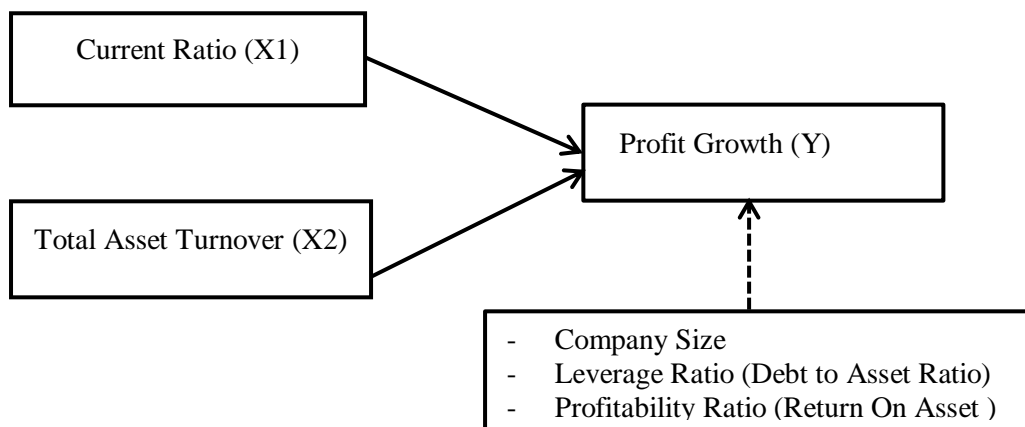 Current Ratio (X1)
Profit Growth (Y)
Total Asset Turnover (X2)
- Company Size
- Leverage Ratio (Debt to Asset Ratio)
- Profitability Ratio (Return On Asset )